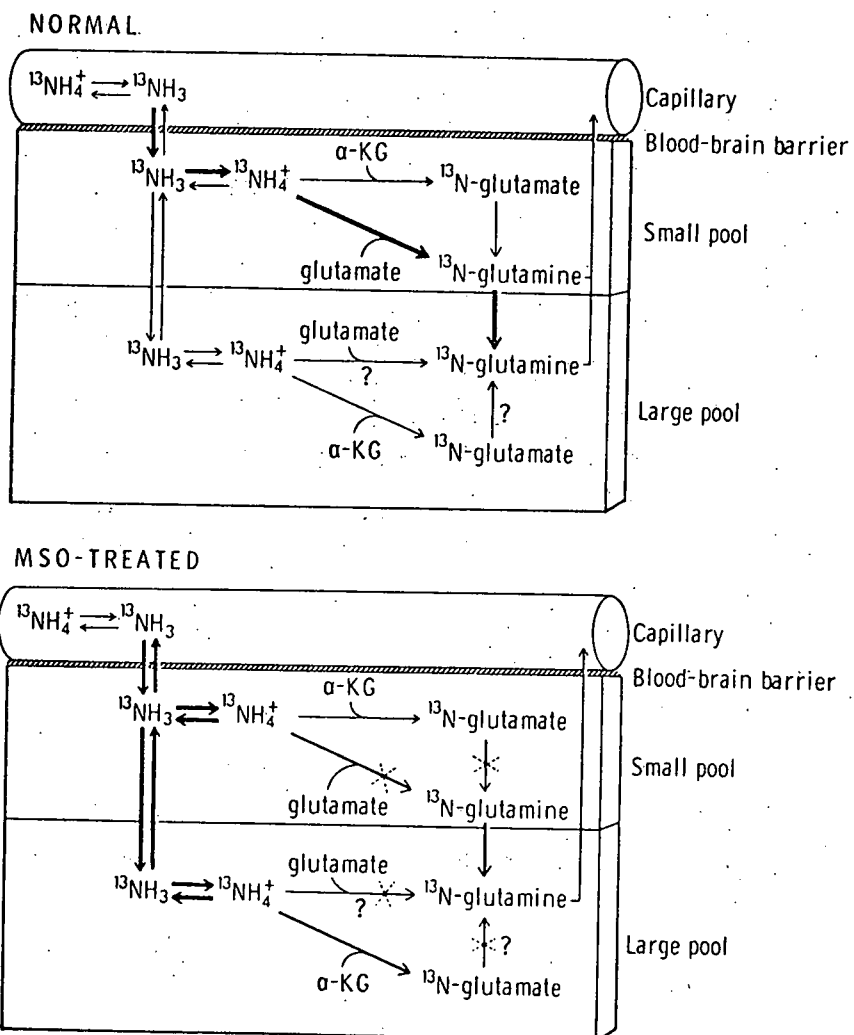 NORMAL
¹³NH₄⁺ ¹³NH₃
Capillary
Blood-brain barrier
α-KG
¹³NH₃ ¹³NH₄⁺ ¹³N-glutamate
Small pool
glutamate ¹³N-glutamine
glutamate
¹³NH₃ ¹³NH₄⁺ ¹³N-glutamine
?
?
Large pool
α-KG ¹³N-glutamate
MSO-TREATED
¹³NH₄⁺ ¹³NH₃
Capillary
Blood-brain barrier
α-KG
¹³NH₃ ¹³NH₄⁺ ¹³N-glutamate
Small pool
glutamate ¹³N-glutamine
glutamate
¹³NH₃ ¹³NH₄⁺ ¹³N-glutamine
?
?
Large pool
α-KG ¹³N-glutamate